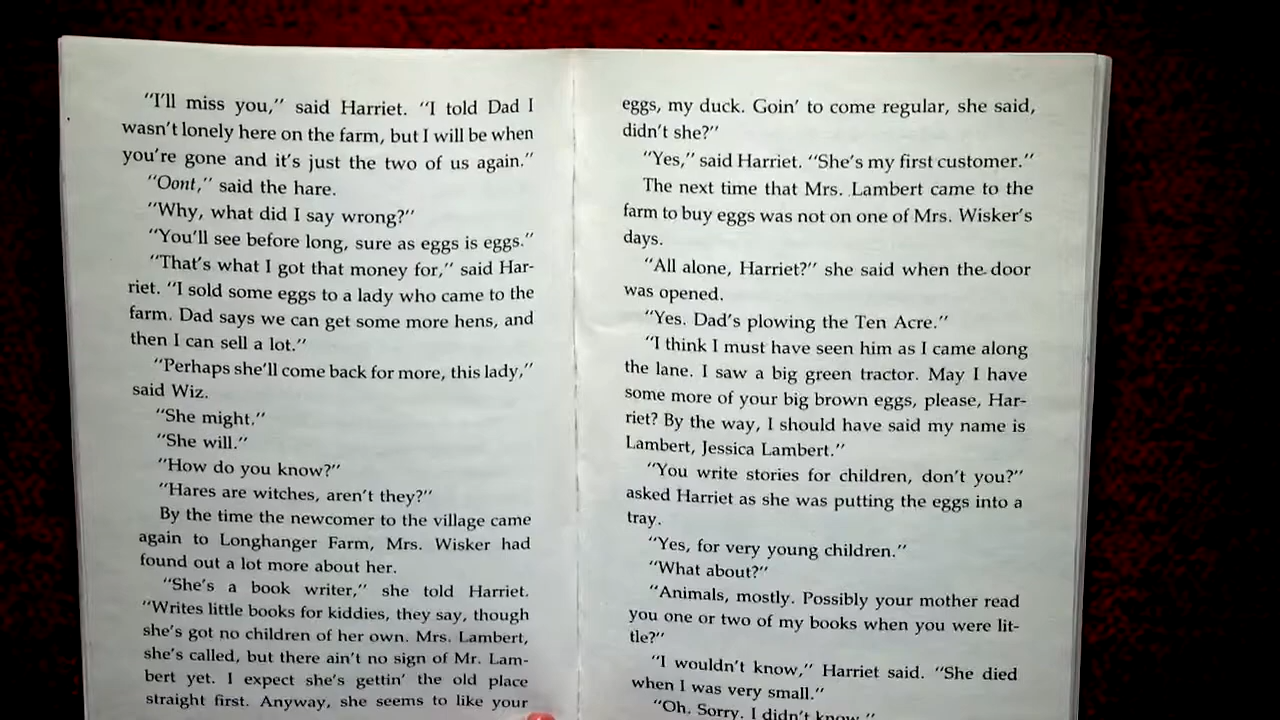 “I’ll miss you,” said Harriet. “I told Dad I
wasn’t lonely here on the farm, but I will be when
you’re gone and it’s just the two of us again.”
“Oont,” said the hare.
“Why, what did I say wrong?”
“You’ll see before long, sure as eggs is eggs.”
“That’s what I got that money for,” said Har-
riet. “I sold some eggs to a lady who came to the
farm. Dad says we can get some more hens, and
then I can sell a lot.”
“Perhaps she’ll come back for more, this lady,”
said Wiz.
“She might.”
“She will.”
“How do you know?”
“Hares are witches, aren’t they?”
By the time the newcomer to the village came
again to Longhanger Farm, Mrs. Wisker had
found out a lot more about her.
“She’s a book writer,” she told Harriet.
“Writes little books for kiddies, they say, though
she’s got no children of her own. Mrs. Lambert,
she’s called, but there ain’t no sign of Mr. Lam-
bert yet. I expect she’s gettin’ the old place
straight first. Anyway, she seems to like your
eggs, my duck. Goin’ to come regular, she said,
didn’t she?”
“Yes,” said Harriet. “She’s my first customer.”
The next time that Mrs. Lambert came to the
farm to buy eggs was not on one of Mrs. Wisker’s
days.
“All alone, Harriet?” she said when the door
was opened.
“Yes. Dad’s plowing the Ten Acre.”
“I think I must have seen him as I came along
the lane. I saw a big green tractor. May I have
some more of your big brown eggs, please, Har-
riet? By the way, I should have said my name is
Lambert, Jessica Lambert.”
“You write stories for children, don’t you?”
asked Harriet as she was putting the eggs into a
tray.
“Yes, for very young children.”
“What about?”
“Animals, mostly. Possibly your mother read
you one or two of my books when you were lit-
tle?”
“I wouldn’t know,” Harriet said. “She died
when I was very small.”
“Oh. Sorry. I didn’t know.”